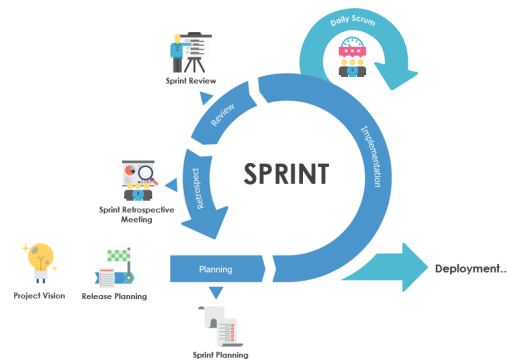 Daily Scrum
Sprint Review
Review
Implementation
SPRINT
Retrospect
Sprint Retrospective
Meeting
Planning
Deployment..
Project Vision
Release Planning
Sprint Planning